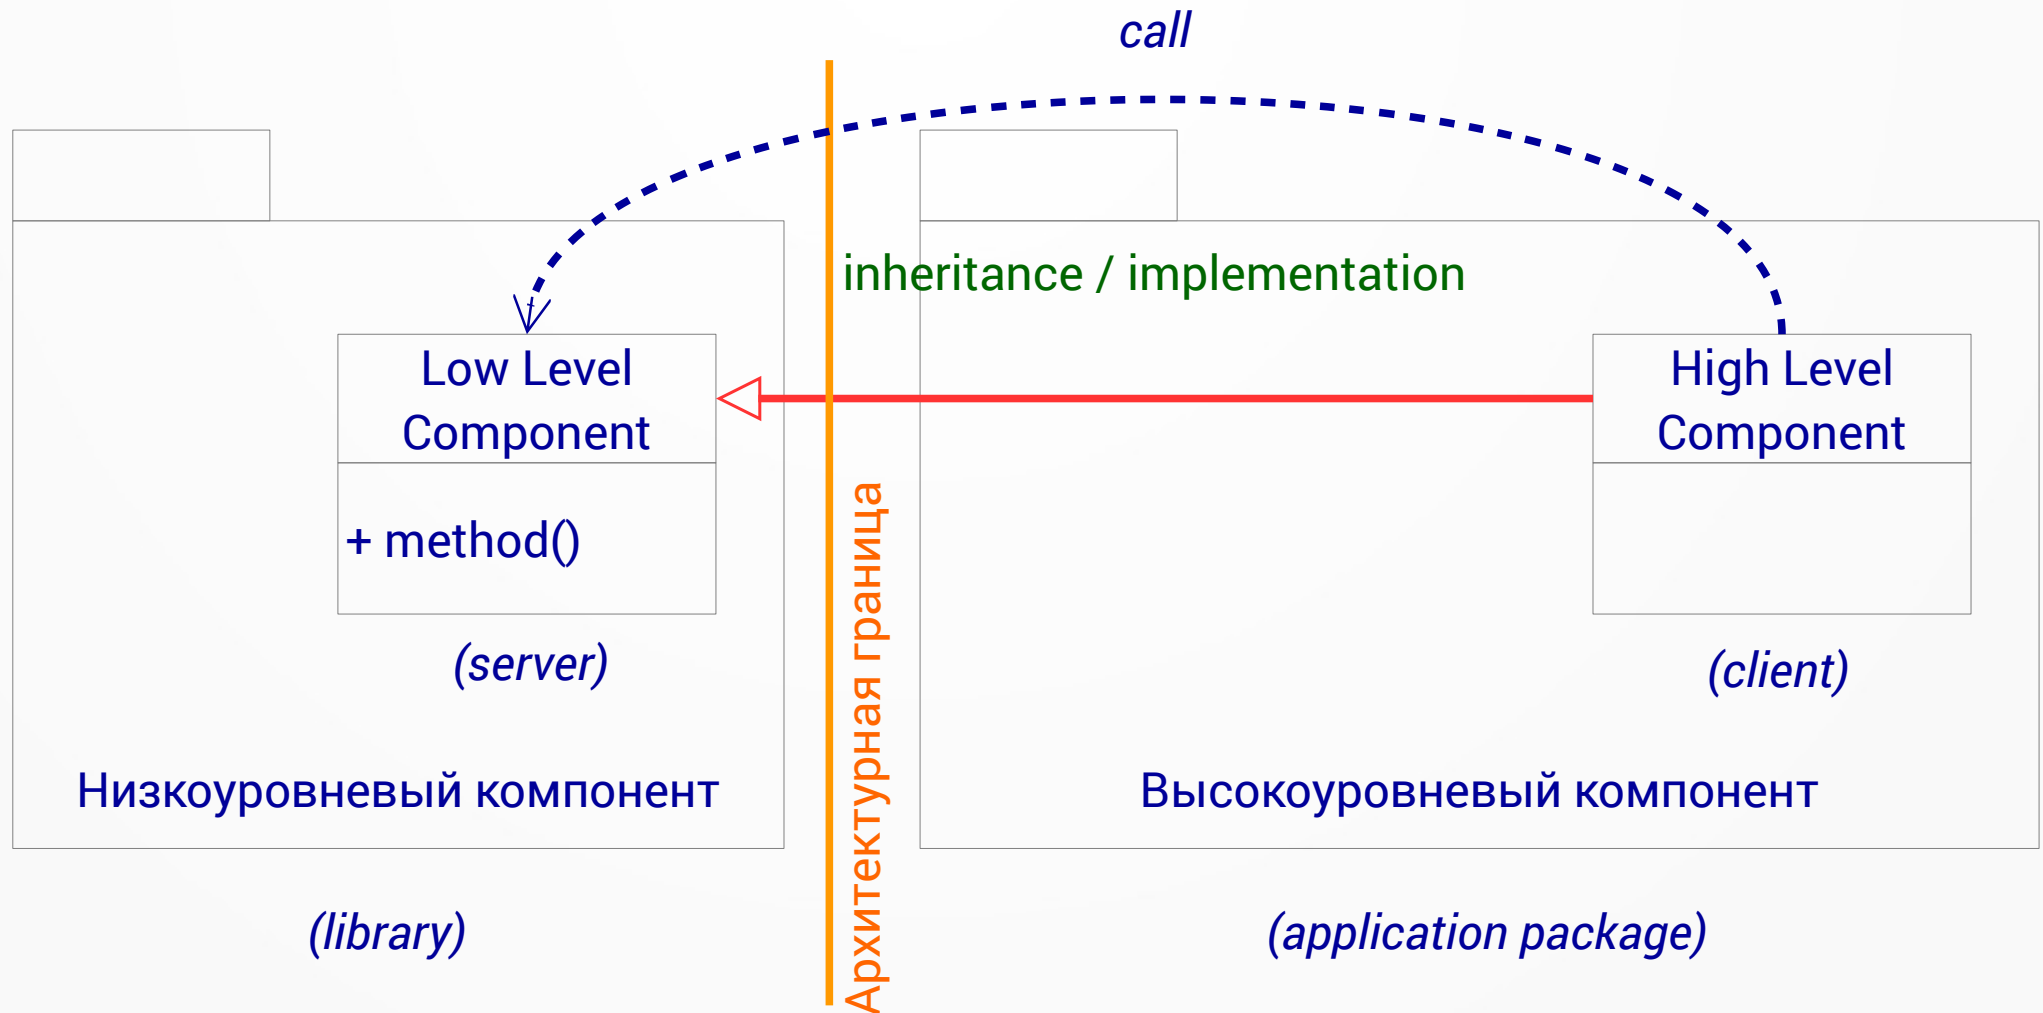 call
inheritance / implementation
Low Level
Component
+ method()
(server)
High Level
Component
(client)
Архитектурная граница
Низкоуровневый компонент
Высокоуровневый компонент
(library)
(application package)